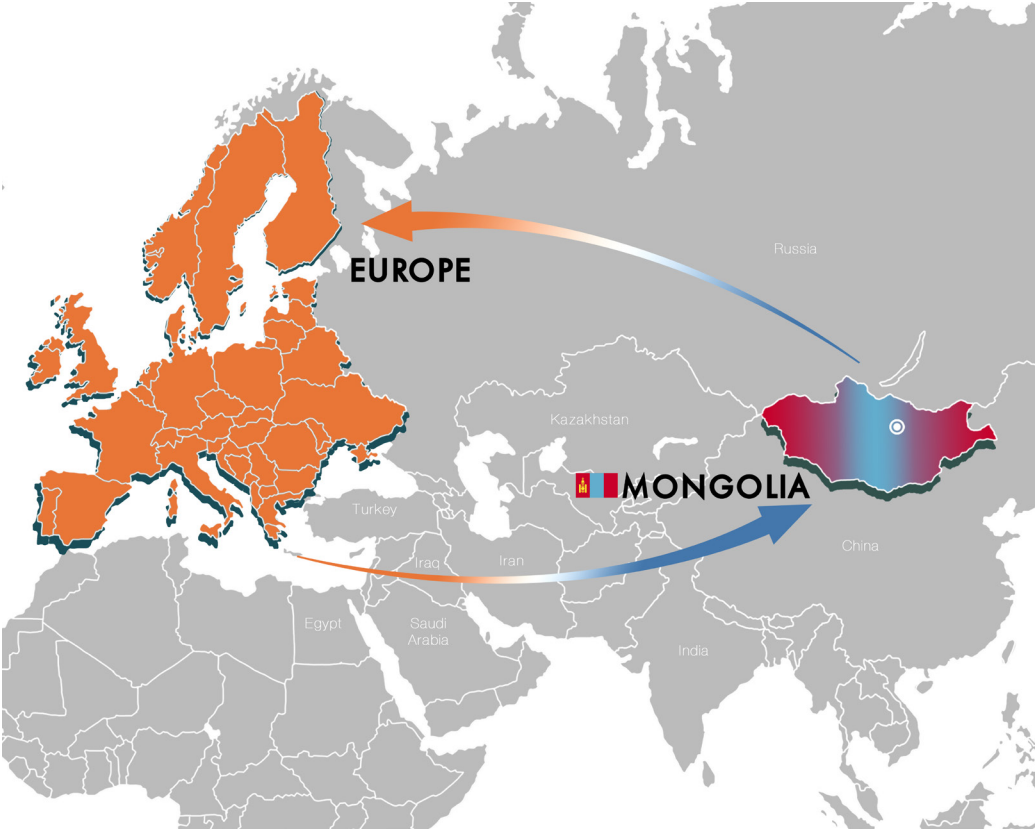 Russia
EUROPE
Kazakhstan
MONGOLIA
Turkey
China
Iraq
Iran
Egypt
Saudi
Arabia
India